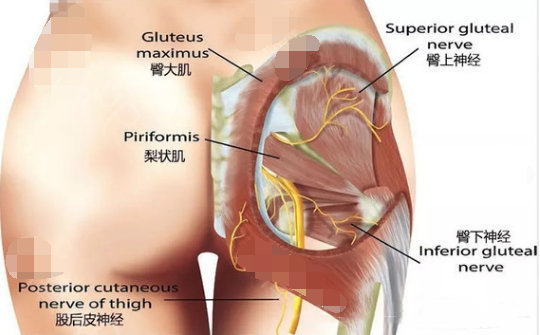 Gluteus
maximus
臀大肌
Superior gluteal
nerve
臀上神经
Piriformis
梨状肌
臀下神经
Inferior gluteal
nerve
Posterior cutaneous
nerve of thigh
股后皮神经